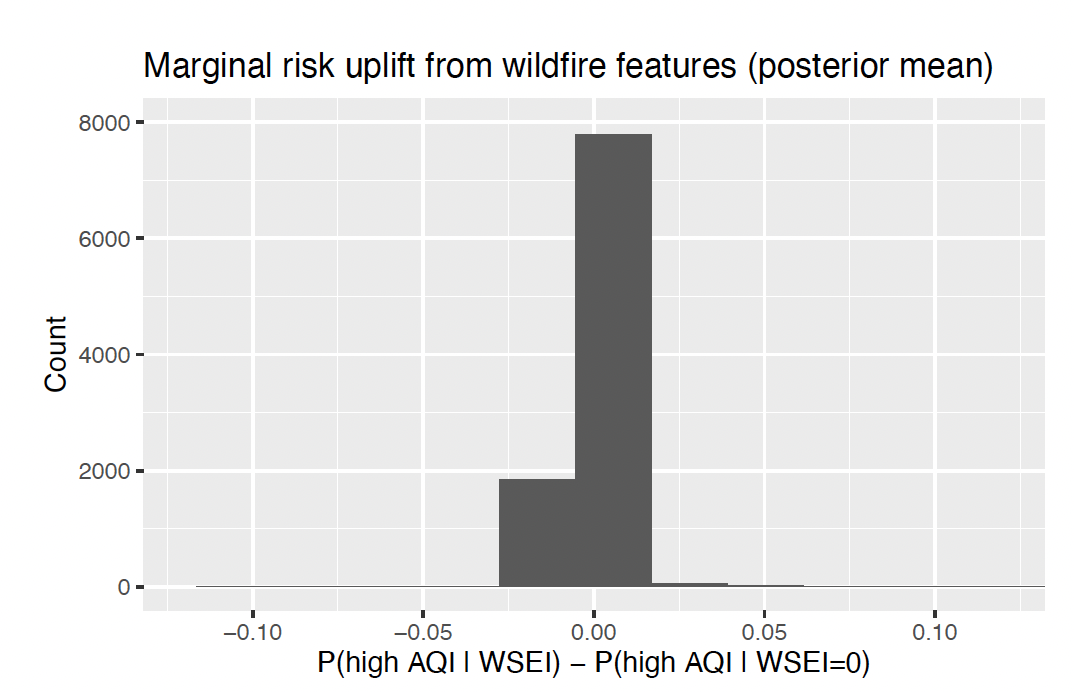 Marginal risk uplift from wildfire features (posterior mean)
8000
6000
4000
2000
0
Count
−0.10 −0.05 0.00 0.05 0.10
P(high AQI | WSEI) − P(high AQI | WSEI=0)